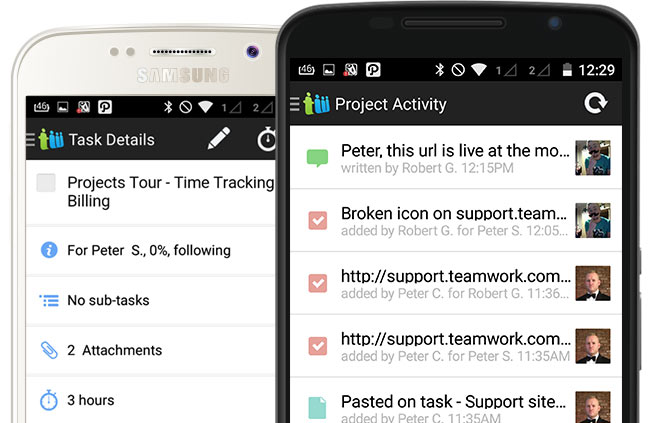 SAMSUNG
46
1
2
Task Details
Projects Tour - Time Tracking
Billing
For Peter S., 0%, following
No sub-tasks
2 Attachments
3 hours
46
1
2
12:29
Project Activity
Peter, this url is live at the mo...
written by Robert G. 12:15PM
Broken icon on support.team...
added by Robert G. for Peter S. 12:05...
http://support.teamwork.com...
added by Peter C. for Robert G. 11:36...
http://support.teamwork.com...
added by Peter C. for Peter S. 11:35AM
Pasted on task - Support site...
added by Peter C. 11:35AM